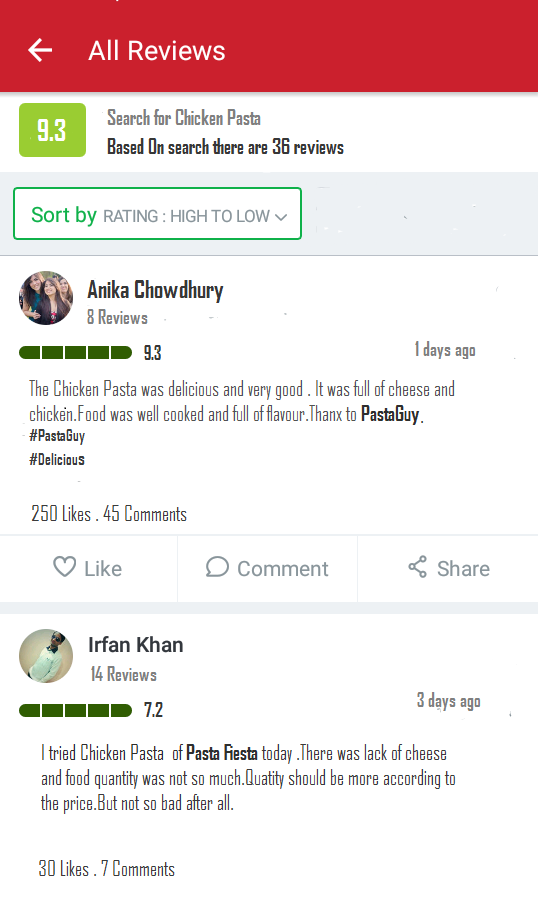 All Reviews
9.3
Search for Chicken Pasta
Based On search there are 36 reviews
Sort by RATING : HIGH TO LOW
Anika Chowdhury
8 Reviews
9.3
1 days ago
The Chicken Pasta was delicious and very good . It was full of cheese and
chicken.Food was well cooked and full of flavour.Thanx to PastaGuy .
#PastaGuy
#Delicious
250 Likes . 45 Comments
Like
Comment
Share
Irfan Khan
14 Reviews
7.2
3 days ago
I tried Chicken Pasta of Pasta Fiesta today .There was lack of cheese
and food quantity was not so much.Quatity should be more according to
the price.But not so bad after all.
30 Likes . 7 Comments